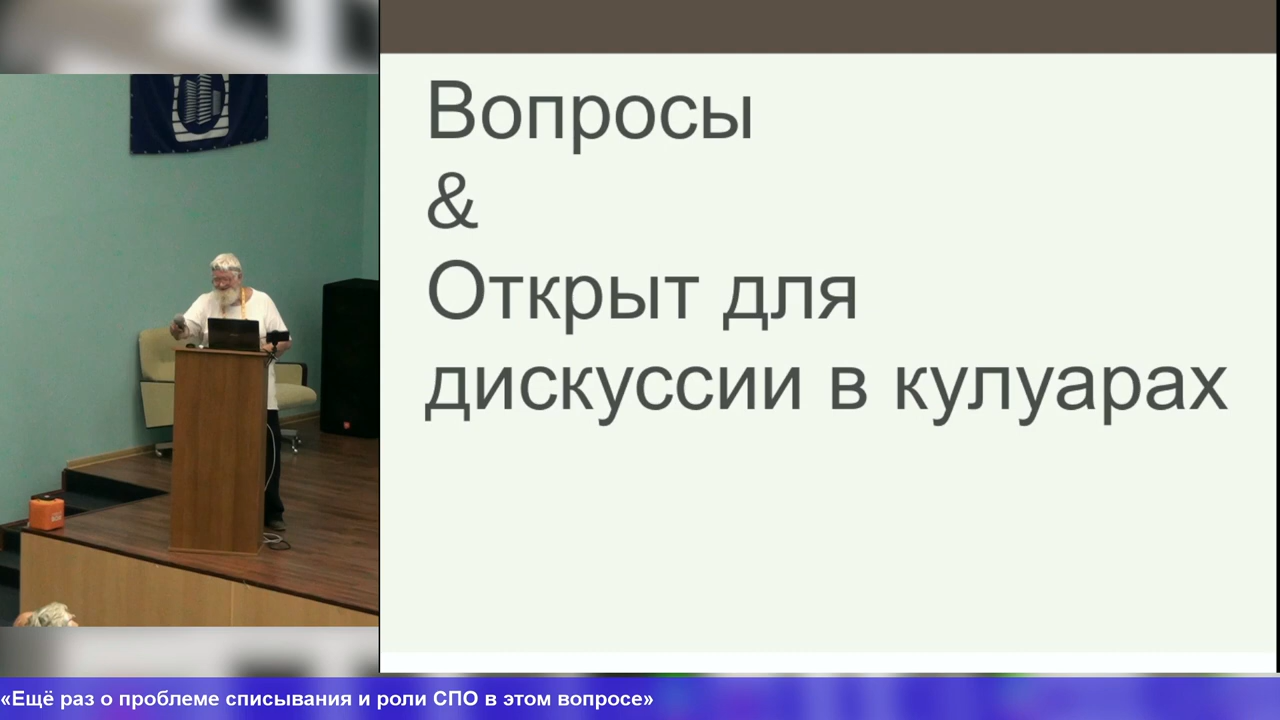 Вопросы
&
Открыт для
дискуссии в кулуарах
«Ещё раз о проблеме списывания и роли СПО в этом вопросе»